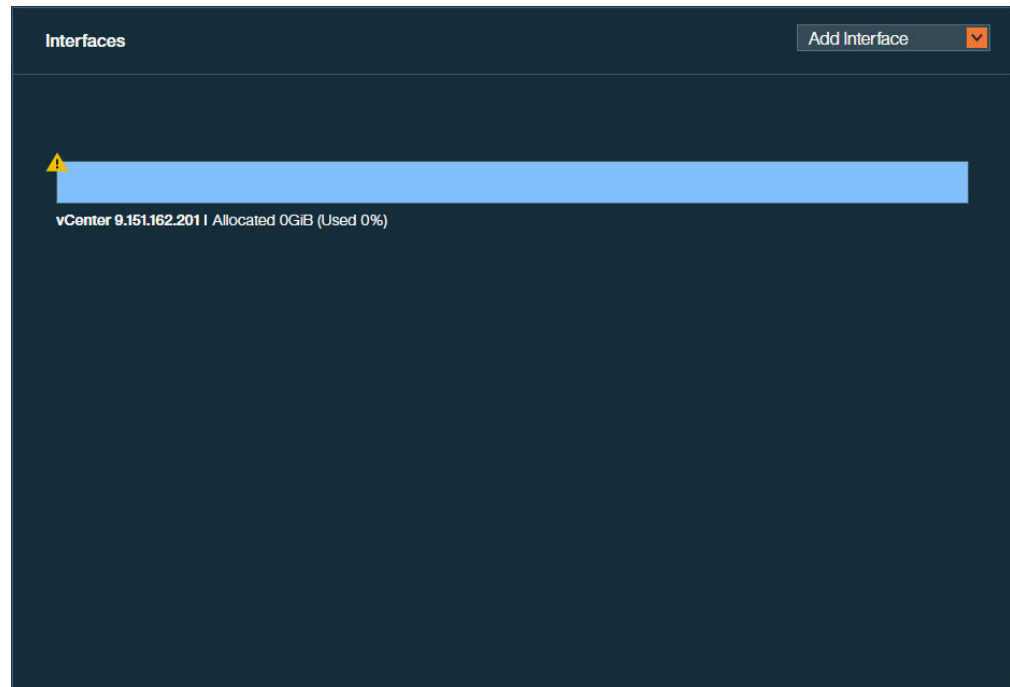 Interfaces
Add Interface
vCenter 9.151.162.201 | Allocated 0GiB (Used 0%)